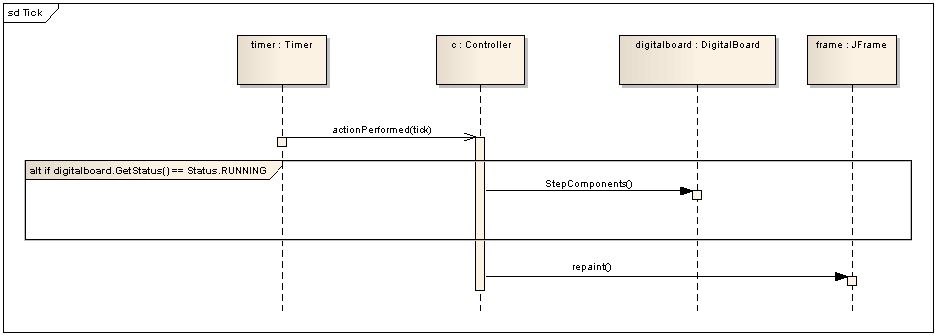 sd Tick
timer : Timer
c : Controller
digitalboard : DigitalBoard
frame : JFrame
actionPerformed(tick)
alt if digitalboard.GetStatus() == Status.RUNNING
StepComponents()
repaint()